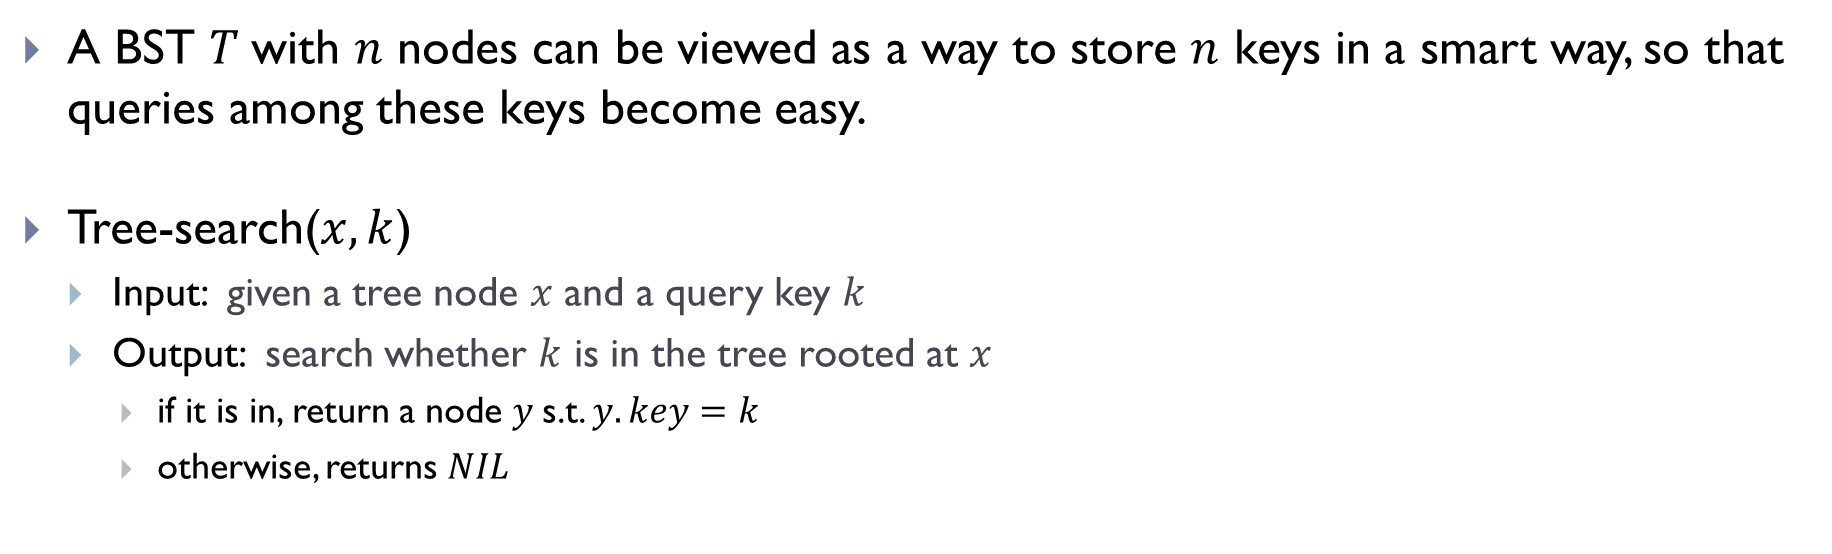 A BST T with n nodes can be viewed as a way to store n keys in a smart way, so that
queries among these keys become easy.
Tree-search(x, k)
Input: given a tree node x and a query key k
Output: search whether k is in the tree rooted at x
if it is in, return a node y s.t. y. key = k
otherwise, returns NIL